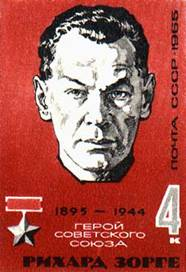 ПОЧТА СССР • 1965
1895 – 1944
ГЕРОЙ
СОВЕТСКОГО
СОЮЗА
4
к
РИХАРД ЗОРГЕ